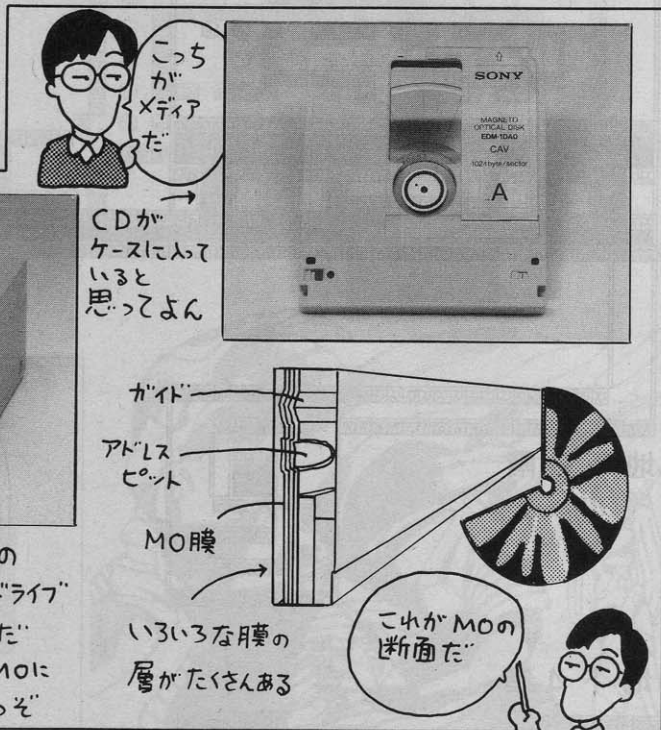 こっち
が
メディア
だ
CDが
ケースに入って
いると
思ってよん
SONY
MAGNETO
OPTICAL DISK
EDM-1DA0
CAV
1024byte/sector
A
ガイド
アドレス
ピット
MO膜
いろいろな膜の
層がたくさんある
これがMOの
断面だ
の
ドライブ
だ
MOに
ぞ